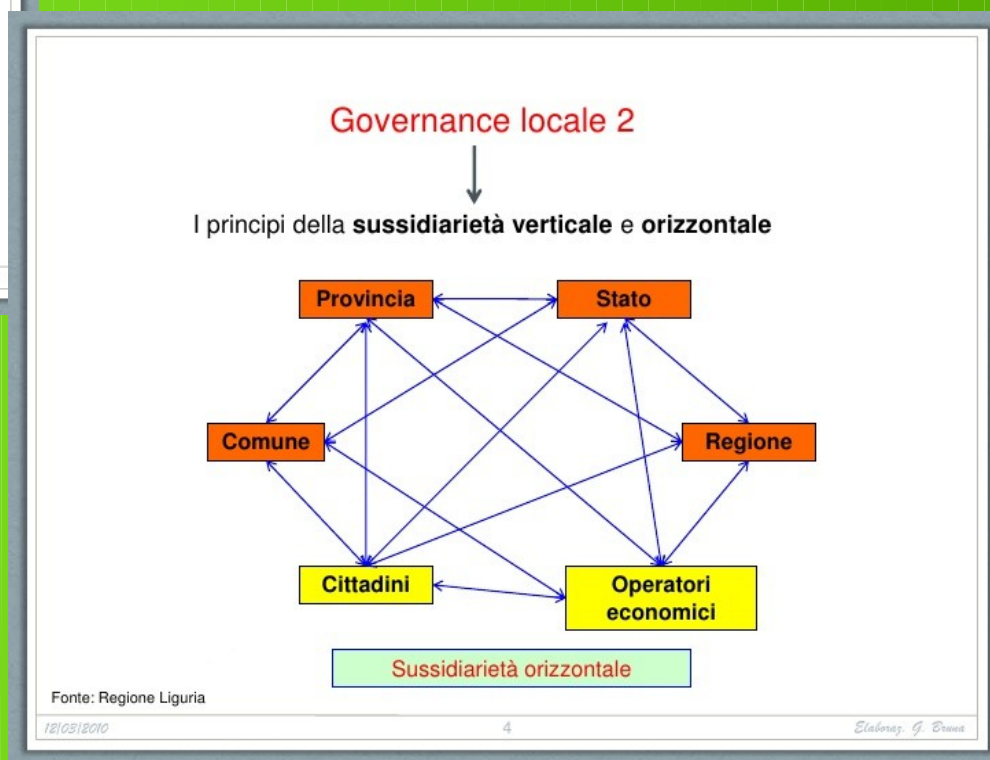 Governance locale 2
I principi della sussidiarietà verticale e orizzontale
Provincia
Stato
Comune
Regione
Cittadini
Operatori
economici
Sussidiarietà orizzontale
Fonte: Regione Liguria
12/03/2010
4
Elaboraz. G. Bruna